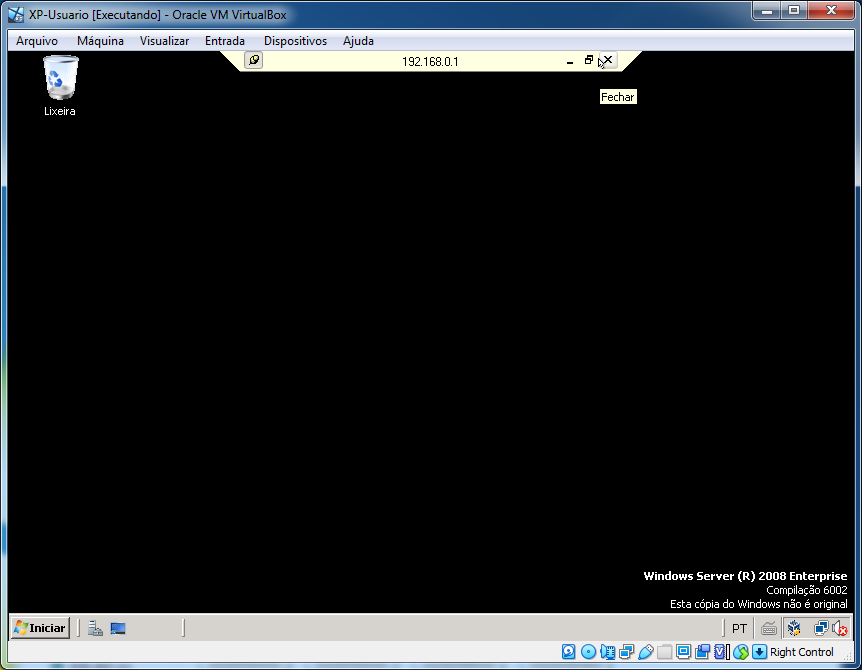 XP-Usuario [Executando] - Oracle VM VirtualBox
Arquivo Máquina Visualizar Entrada Dispositivos Ajuda
192.168.0.1
Fechar
Lixeira
Windows Server (R) 2008 Enterprise
Compilação 6002
Esta cópia do Windows não é original
Iniciar
PT
Right Control